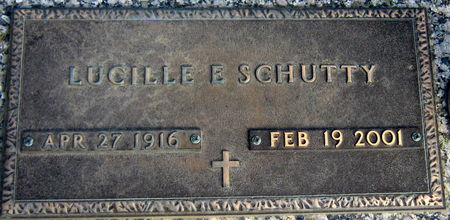 LUCILLE E SCHUTTY
APR 27 1916 FEB 19 2001